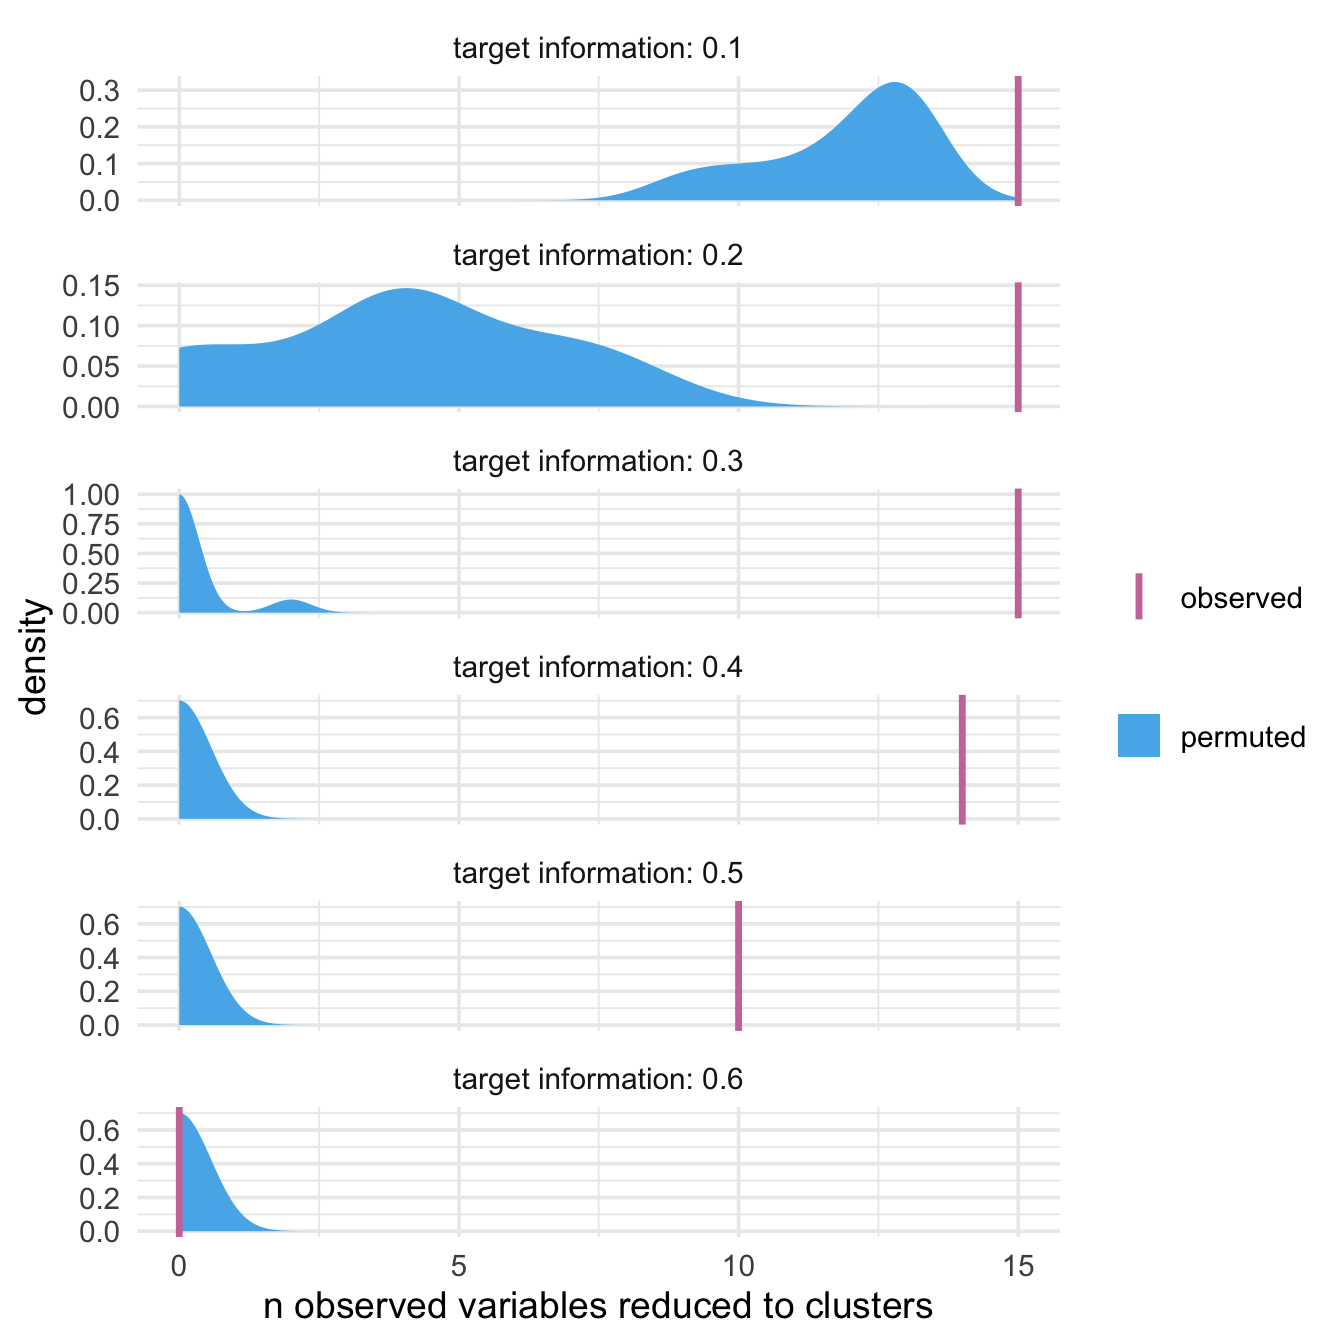 target information: 0.1
0.3
0.2
0.1
0.0
target information: 0.2
0.15
0.10
0.05
0.00
target information: 0.3
1.00
0.75
0.50
0.25
0.00
target information: 0.4
0.6
0.4
0.2
0.0
target information: 0.5
0.6
0.4
0.2
0.0
target information: 0.6
0.6
0.4
0.2
0.0
0 5 10 15
n observed variables reduced to clusters
density
observed
permuted